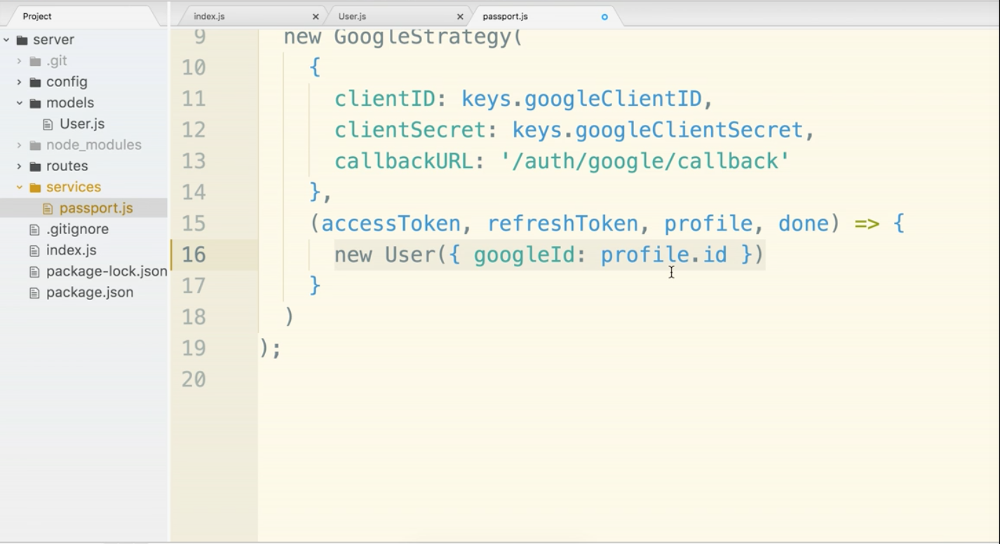 Project
server
.git
config
models
User.js
node_modules
routes
services
passport.js
.gitignore
index.js
package-lock.json
package.json
index.js
User.js
passport.js
9 new GoogleStrategy(
10 {
11 clientID: keys.googleClientID,
12 clientSecret: keys.googleClientSecret,
13 callbackURL: '/auth/google/callback'
14 },
15 (accessToken, refreshToken, profile, done) => {
16 new User({ googleId: profile.id })
17 }
18 )
19 );
20